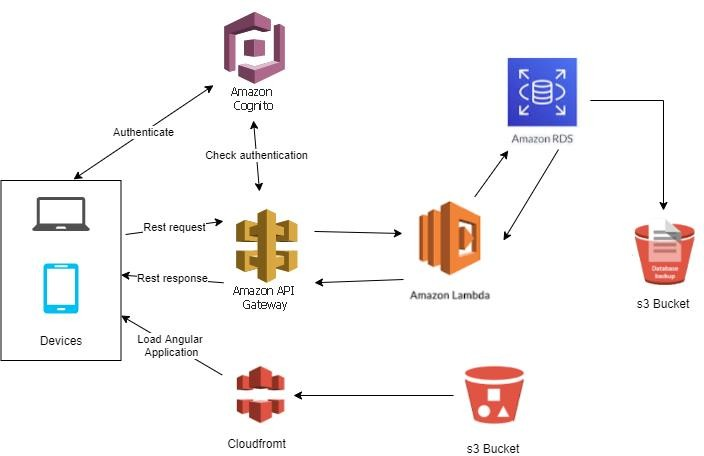 Amazon
Cognito
Authenticate
Amazon RDS
Check authentication
Rest request
Database
backup
Rest response
Amazon API
Gateway
Amazon Lambda
s3 Bucket
Devices
Load Angular
Application
Cloudfromt
s3 Bucket